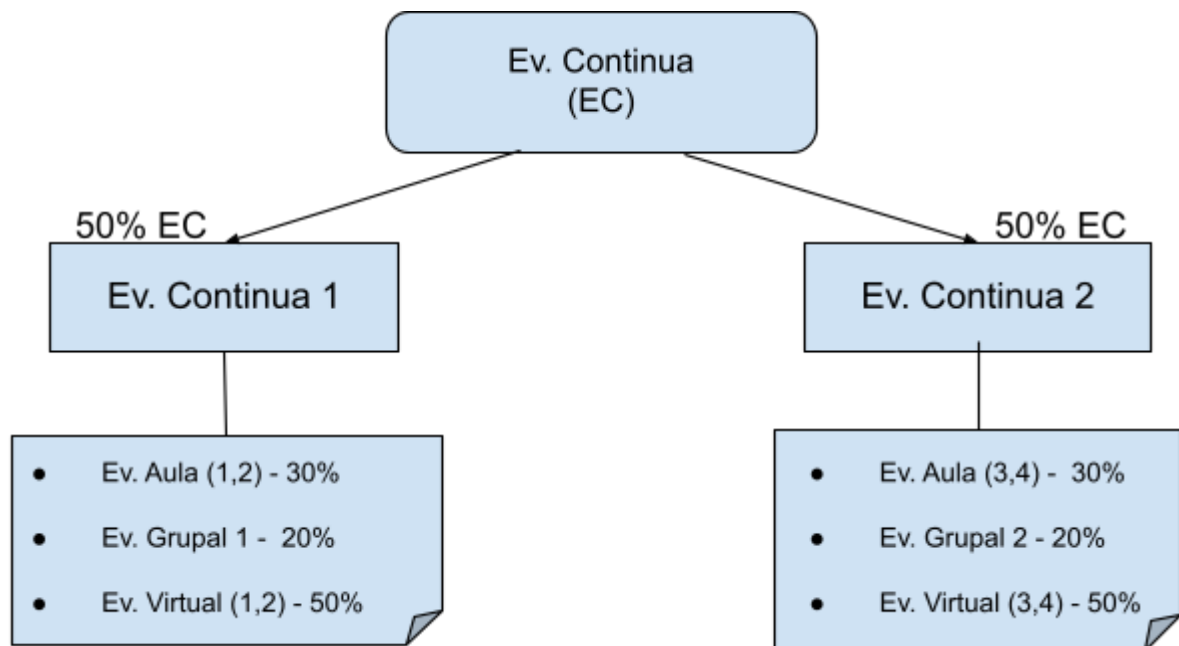 Ev. Continua
(EC)
50% EC
50% EC
Ev. Continua 1
Ev. Continua 2
● Ev. Aula (1,2) - 30%
● Ev. Grupal 1 - 20%
● Ev. Virtual (1,2) - 50%
● Ev. Aula (3,4) - 30%
● Ev. Grupal 2 - 20%
● Ev. Virtual (3,4) - 50%